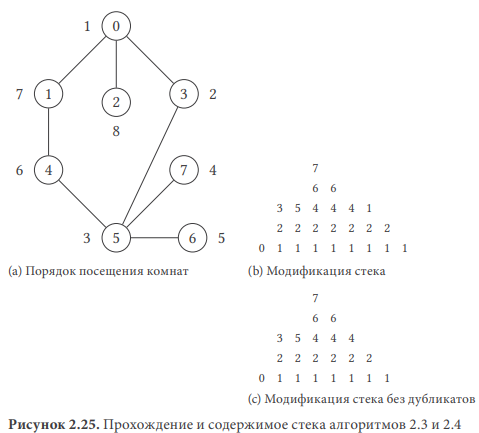 1 0
7 1 2 3 2
8
6 4 7 4
3 5 6 5
(a) Порядок посещения комнат
7
6 6
3 5 4 4 4 1
2 2 2 2 2 2 2
0 1 1 1 1 1 1 1 1
(b) Модификация стека
7
6 6
3 5 4 4 4
2 2 2 2 2 2
0 1 1 1 1 1 1 1
(c) Модификация стека без дубликатов
Рисунок 2.25. Прохождение и содержимое стека алгоритмов 2.3 и 2.4